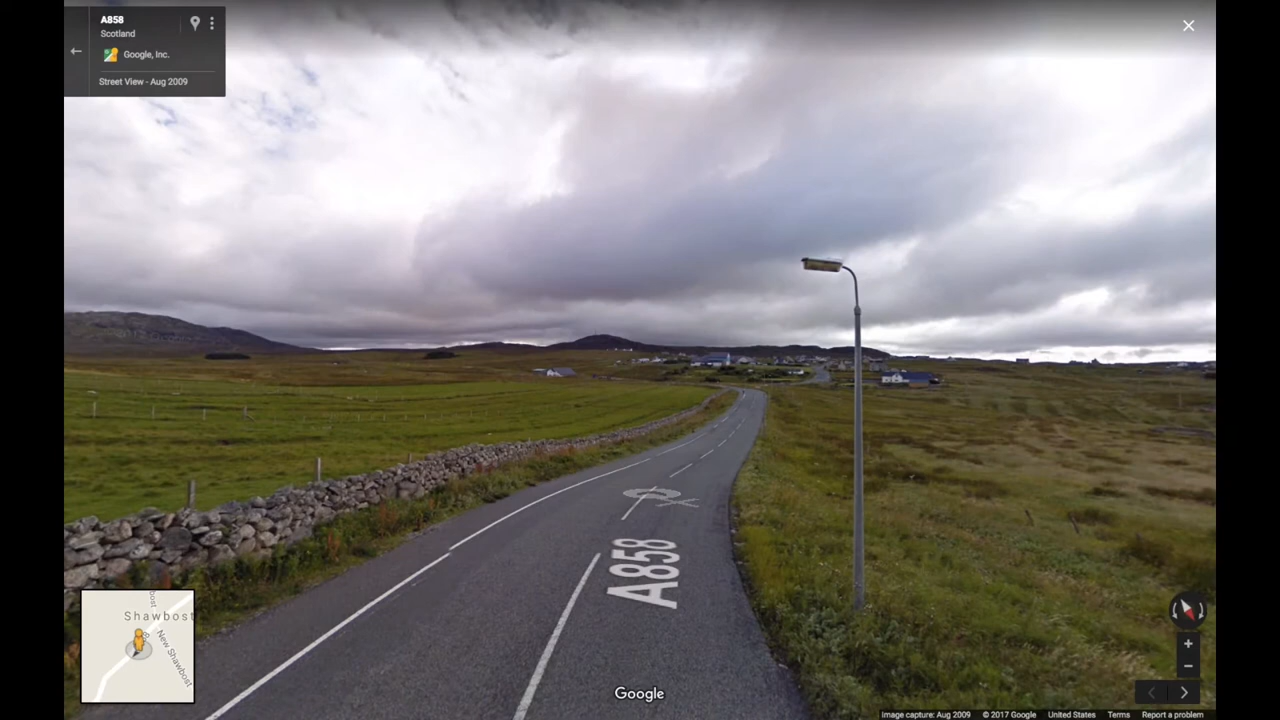 A858
Scotland
Google, Inc.
Street View - Aug 2009
A858
Shawbost
New Shawbost
Google
Image capture: Aug 2009 © 2017 Google United States Terms Report a problem